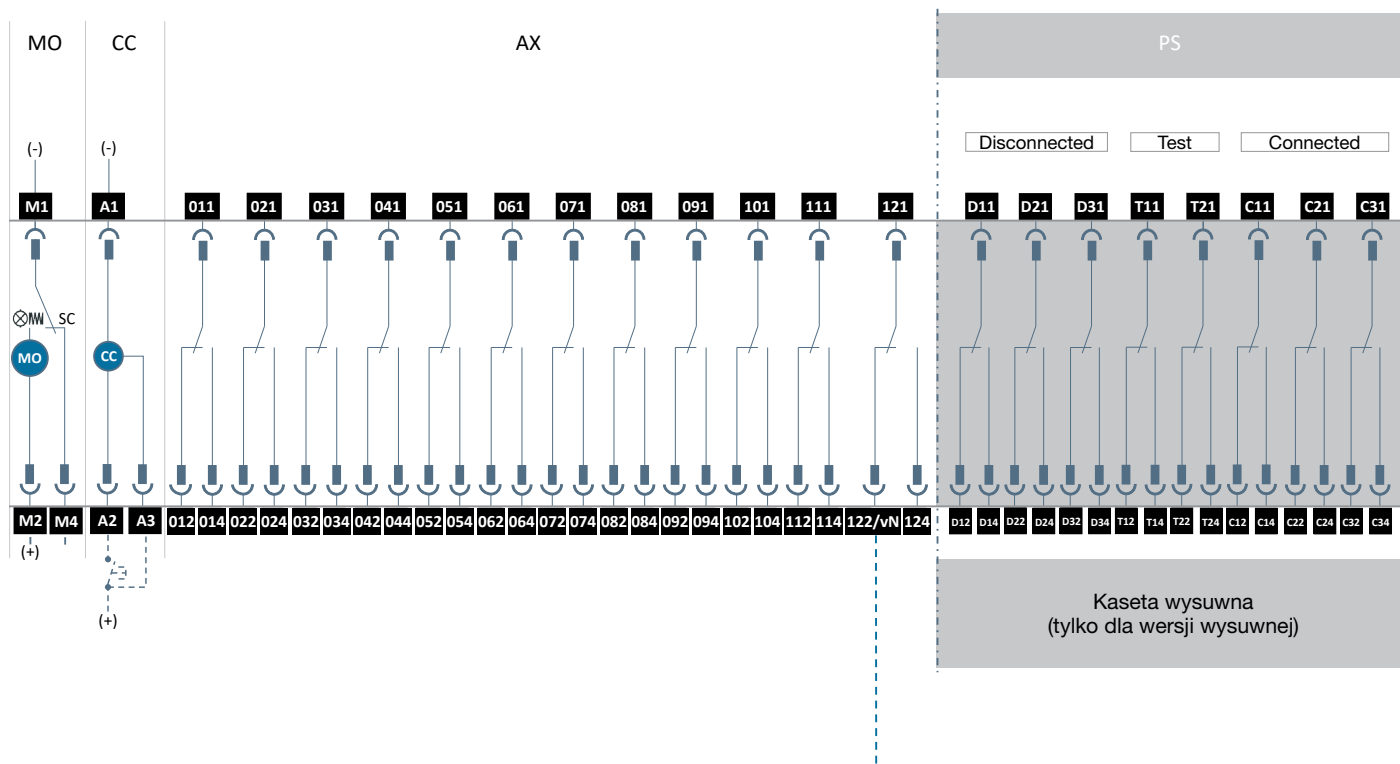 MO CC AX PS
(-) (-)
Disconnected Test Connected
M1 A1 011 021 031 041 051 061 071 081 091 101 111 121 D11 D21 D31 T11 T21 C11 C21 C31
SC
MO CC
M2 M4 A2 A3 012 014 022 024 032 034 042 044 052 054 062 064 072 074 082 084 092 094 102 104 112 114 122/vN 124 D12 D14 D22 D24 D32 D34 T12 T14 T22 T24 C12 C14 C22 C24 C32 C34
(+)
(+)
Kaseta wysuwna
(tylko dla wersji wysuwnej)